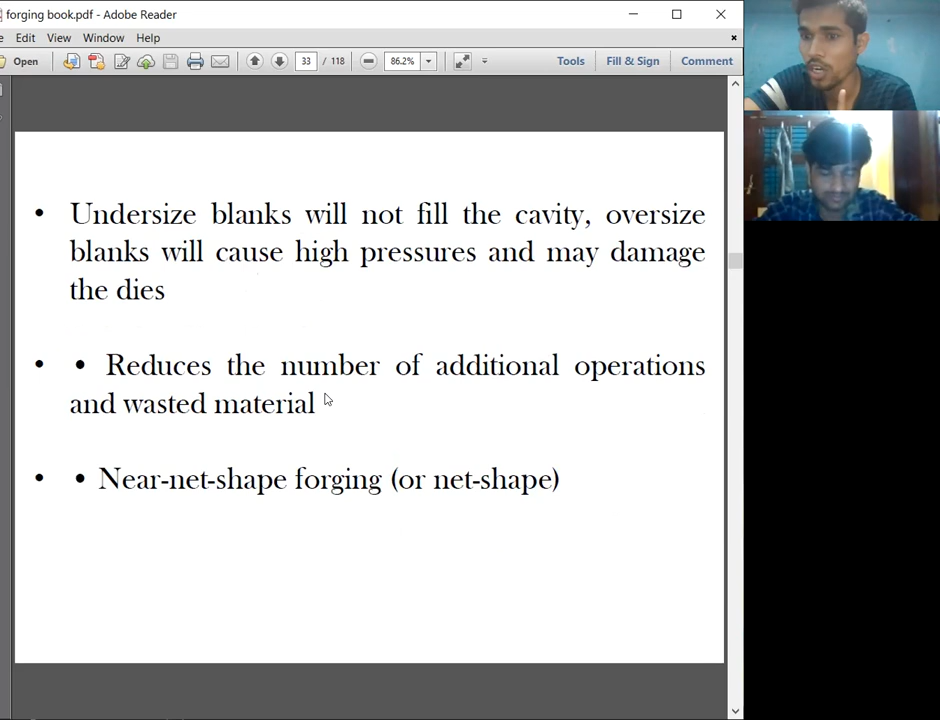 forging book.pdf - Adobe Reader
Edit View Window Help
Open 33 / 118 86.2% Tools Fill & Sign Comment
• Undersize blanks will not fill the cavity, oversize
blanks will cause high pressures and may damage
the dies
• • Reduces the number of additional operations
and wasted material
• • Near-net-shape forging (or net-shape)